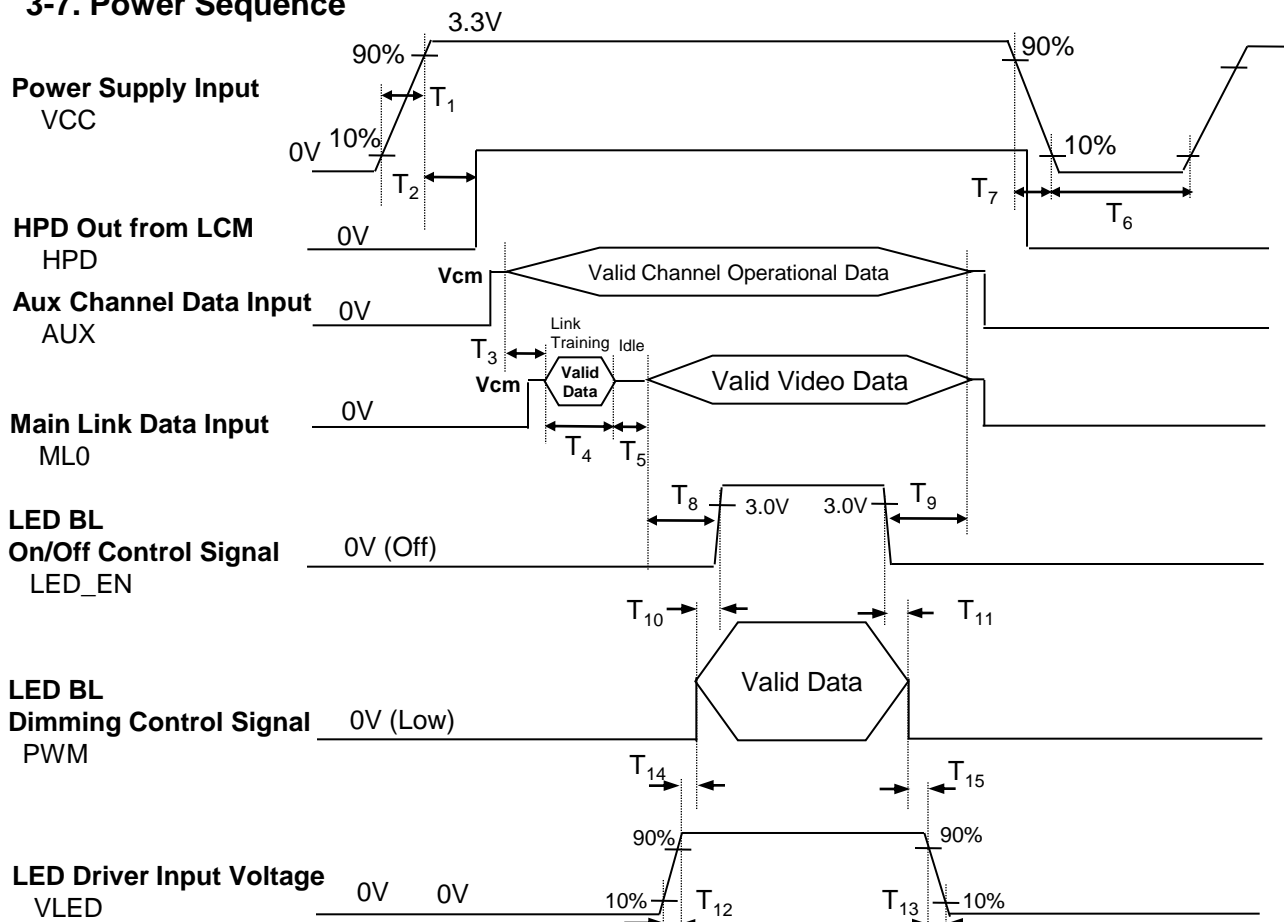 3-7. Power Sequence
3.3V
90%
90%
Power Supply Input
VCC
T1
0V
10%
10%
T2
T7
T6
HPD Out from LCM
HPD
0V
Vcm
Valid Channel Operational Data
Aux Channel Data Input
AUX
0V
Link
Training
Idle
T3
Vcm
Valid
Data
Valid Video Data
Main Link Data Input
ML0
0V
T4
T5
T8
3.0V
3.0V
T9
LED BL
On/Off Control Signal
LED_EN
0V (Off)
T10
T11
Valid Data
LED BL
Dimming Control Signal
PWM
0V (Low)
T14
T15
90%
90%
LED Driver Input Voltage
VLED
0V
0V
10%
T12
T13
10%